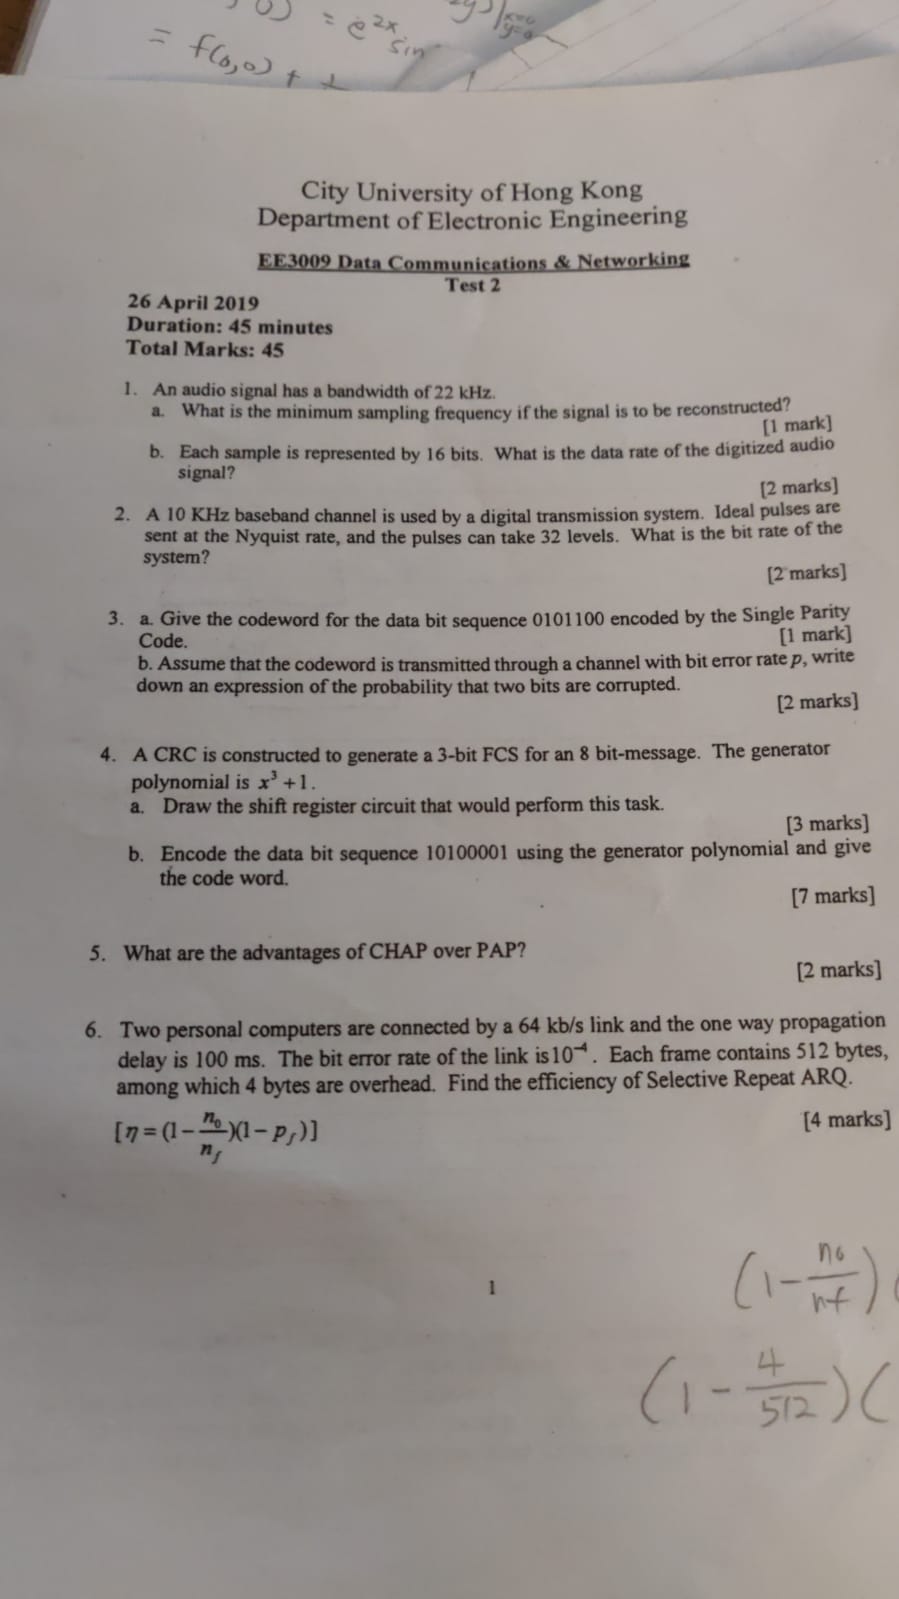 = e^2x sin
= f(0,0) +
City University of Hong Kong
Department of Electronic Engineering
EE3009 Data Communications & Networking
Test 2
26 April 2019
Duration: 45 minutes
Total Marks: 45
1. An audio signal has a bandwidth of 22 kHz.
a. What is the minimum sampling frequency if the signal is to be reconstructed?
[1 mark]
b. Each sample is represented by 16 bits. What is the data rate of the digitized audio
signal?
[2 marks]
2. A 10 KHz baseband channel is used by a digital transmission system. Ideal pulses are
sent at the Nyquist rate, and the pulses can take 32 levels. What is the bit rate of the
system?
[2 marks]
3. a. Give the codeword for the data bit sequence 0101100 encoded by the Single Parity
Code. [1 mark]
b. Assume that the codeword is transmitted through a channel with bit error rate p, write
down an expression of the probability that two bits are corrupted.
[2 marks]
4. A CRC is constructed to generate a 3-bit FCS for an 8 bit-message. The generator
polynomial is x³ +1.
a. Draw the shift register circuit that would perform this task.
[3 marks]
b. Encode the data bit sequence 10100001 using the generator polynomial and give
the code word.
[7 marks]
5. What are the advantages of CHAP over PAP?
[2 marks]
6. Two personal computers are connected by a 64 kb/s link and the one way propagation
delay is 100 ms. The bit error rate of the link is 10⁻⁴. Each frame contains 512 bytes,
among which 4 bytes are overhead. Find the efficiency of Selective Repeat ARQ.
[η = (1 − n₀/n_f)(1 − p_f)] [4 marks]
1
(1 − n₀/nf)(
(1 − 4/512)(